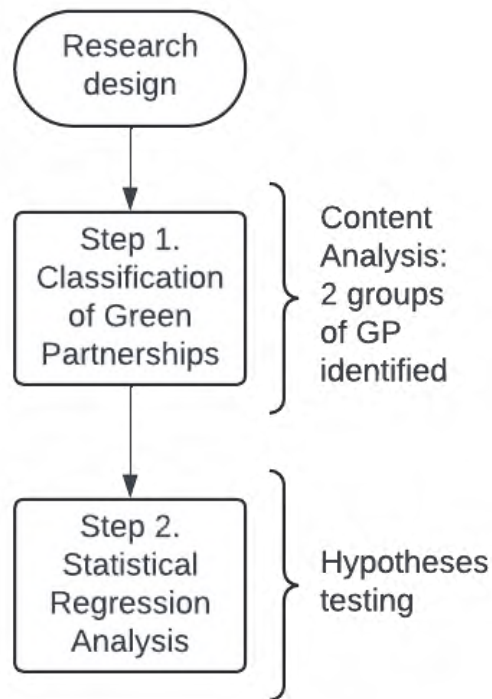 Research
design
Step 1.
Classification
of Green
Partnerships
Content
Analysis:
2 groups
of GP
identified
Step 2.
Statistical
Regression
Analysis
Hypotheses
testing